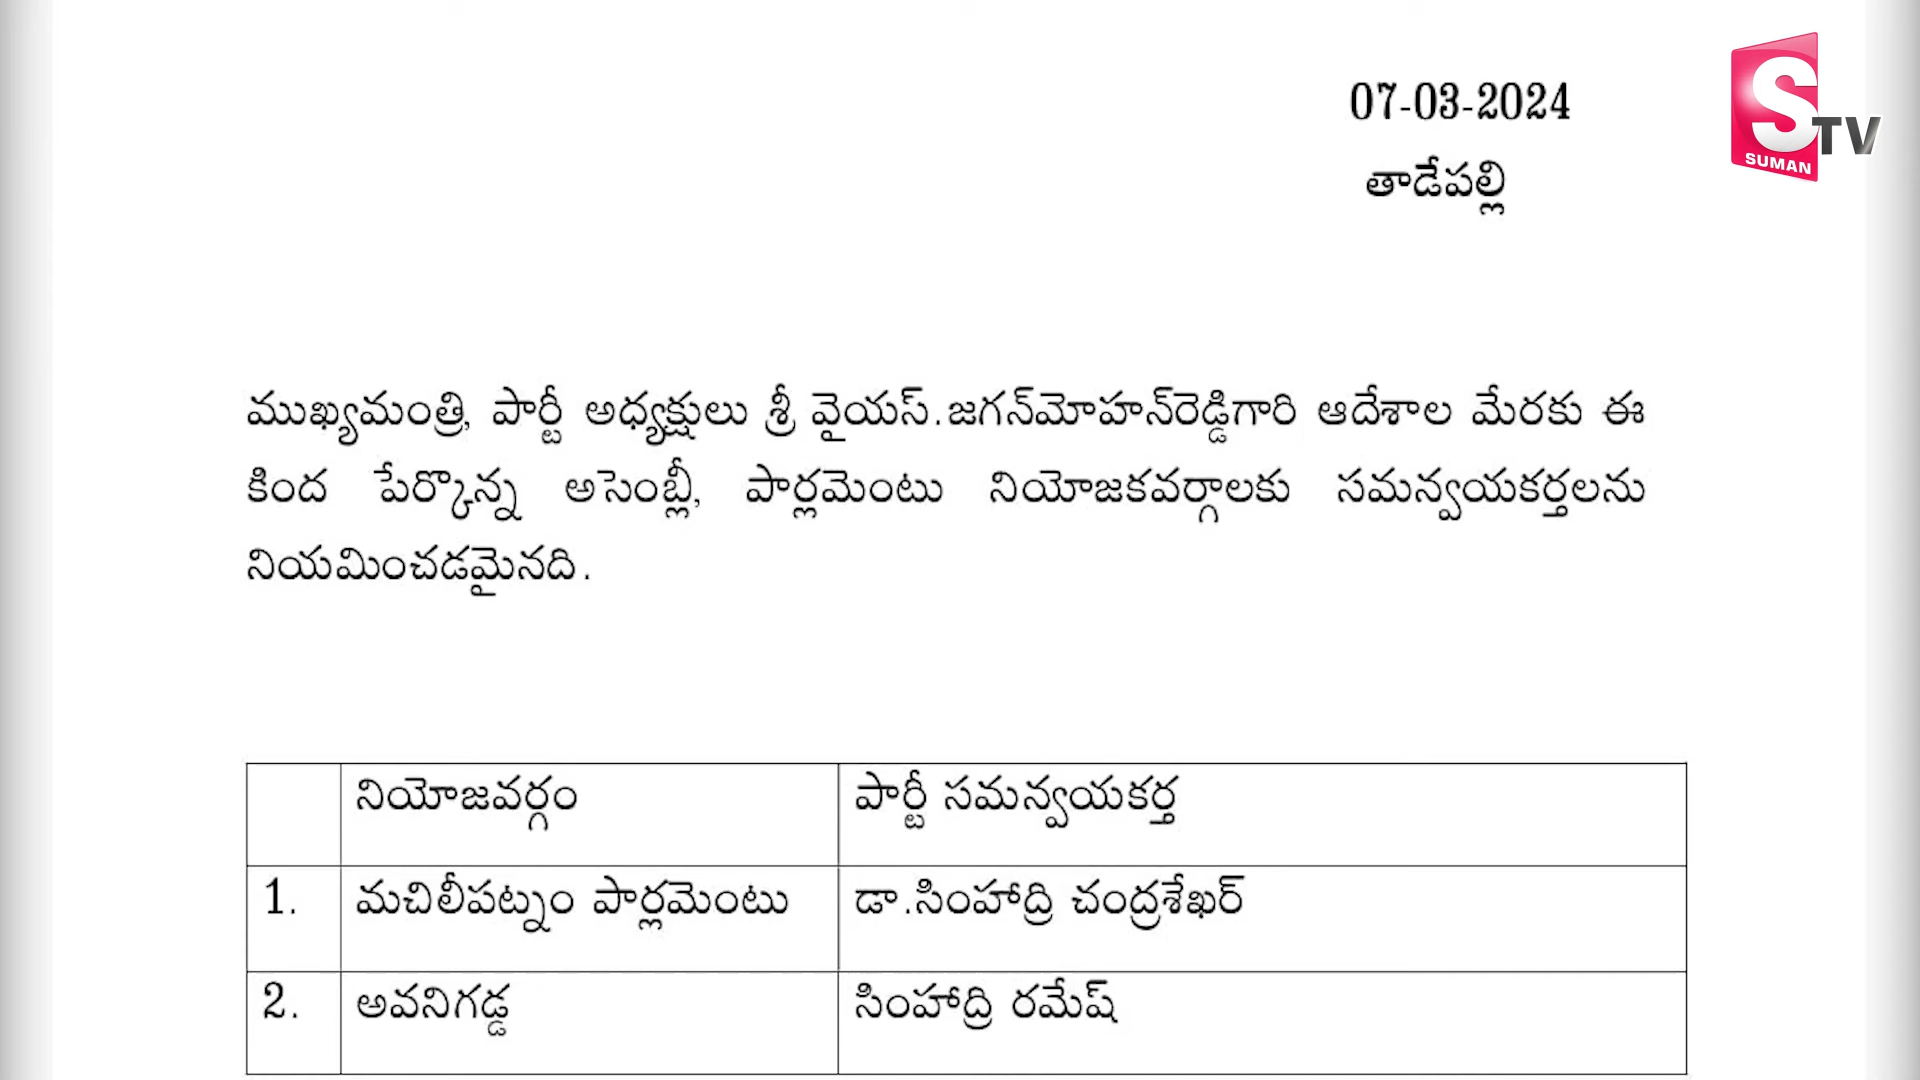 07-03-2024
తాడేపల్లి
S TV
SUMAN
ముఖ్యమంత్రి, పార్టీ అధ్యక్షులు శ్రీ వైయస్.జగన్‌మోహన్‌రెడ్డిగారి ఆదేశాల మేరకు ఈ
కింద పేర్కొన్న అసెంబ్లీ, పార్లమెంటు నియోజకవర్గాలకు సమన్వయకర్తలను
నియమించడమైనది.
నియోజవర్గం పార్టీ సమన్వయకర్త
1. మచిలీపట్నం పార్లమెంటు డా.సింహాద్రి చంద్రశేఖర్
2. అవనిగడ్డ సింహాద్రి రమేష్